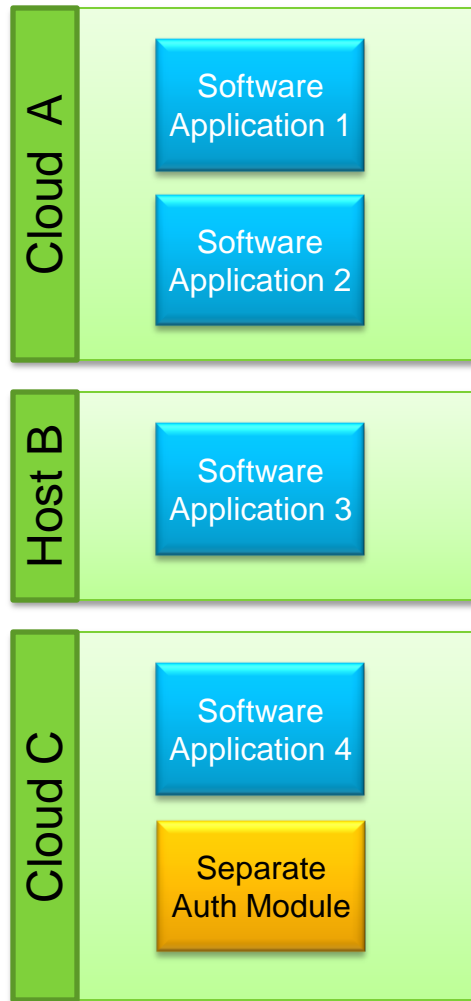 Cloud A
Software
Application 1
Software
Application 2
Host B
Software
Application 3
Cloud C
Software
Application 4
Separate
Auth Module